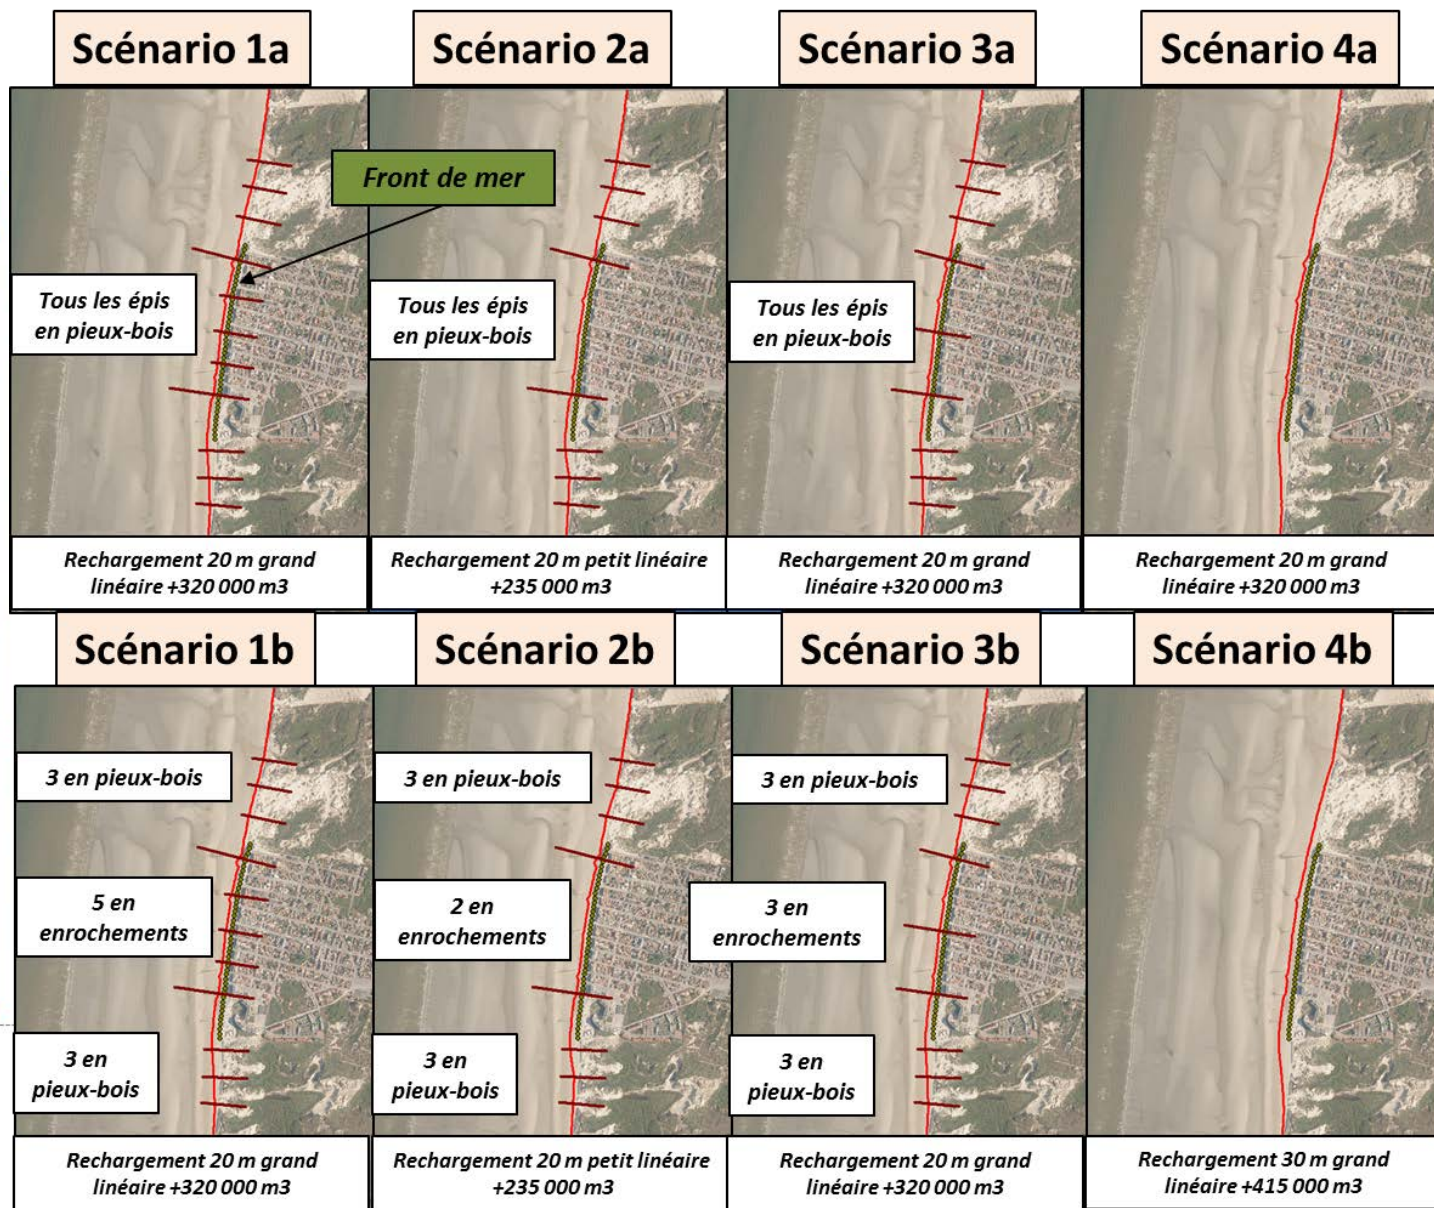 Scénario 1a
Scénario 2a
Scénario 3a
Scénario 4a
Front de mer
Tous les épis
en pieux-bois
Tous les épis
en pieux-bois
Tous les épis
en pieux-bois
Rechargement 20 m grand
linéaire +320 000 m3
Rechargement 20 m petit linéaire
+235 000 m3
Rechargement 20 m grand
linéaire +320 000 m3
Rechargement 20 m grand
linéaire +320 000 m3
Scénario 1b
Scénario 2b
Scénario 3b
Scénario 4b
3 en pieux-bois
3 en pieux-bois
3 en pieux-bois
5 en
enrochements
2 en
enrochements
3 en
enrochements
3 en
pieux-bois
3 en
pieux-bois
3 en
pieux-bois
Rechargement 20 m grand
linéaire +320 000 m3
Rechargement 20 m petit linéaire
+235 000 m3
Rechargement 20 m grand
linéaire +320 000 m3
Rechargement 30 m grand
linéaire +415 000 m3